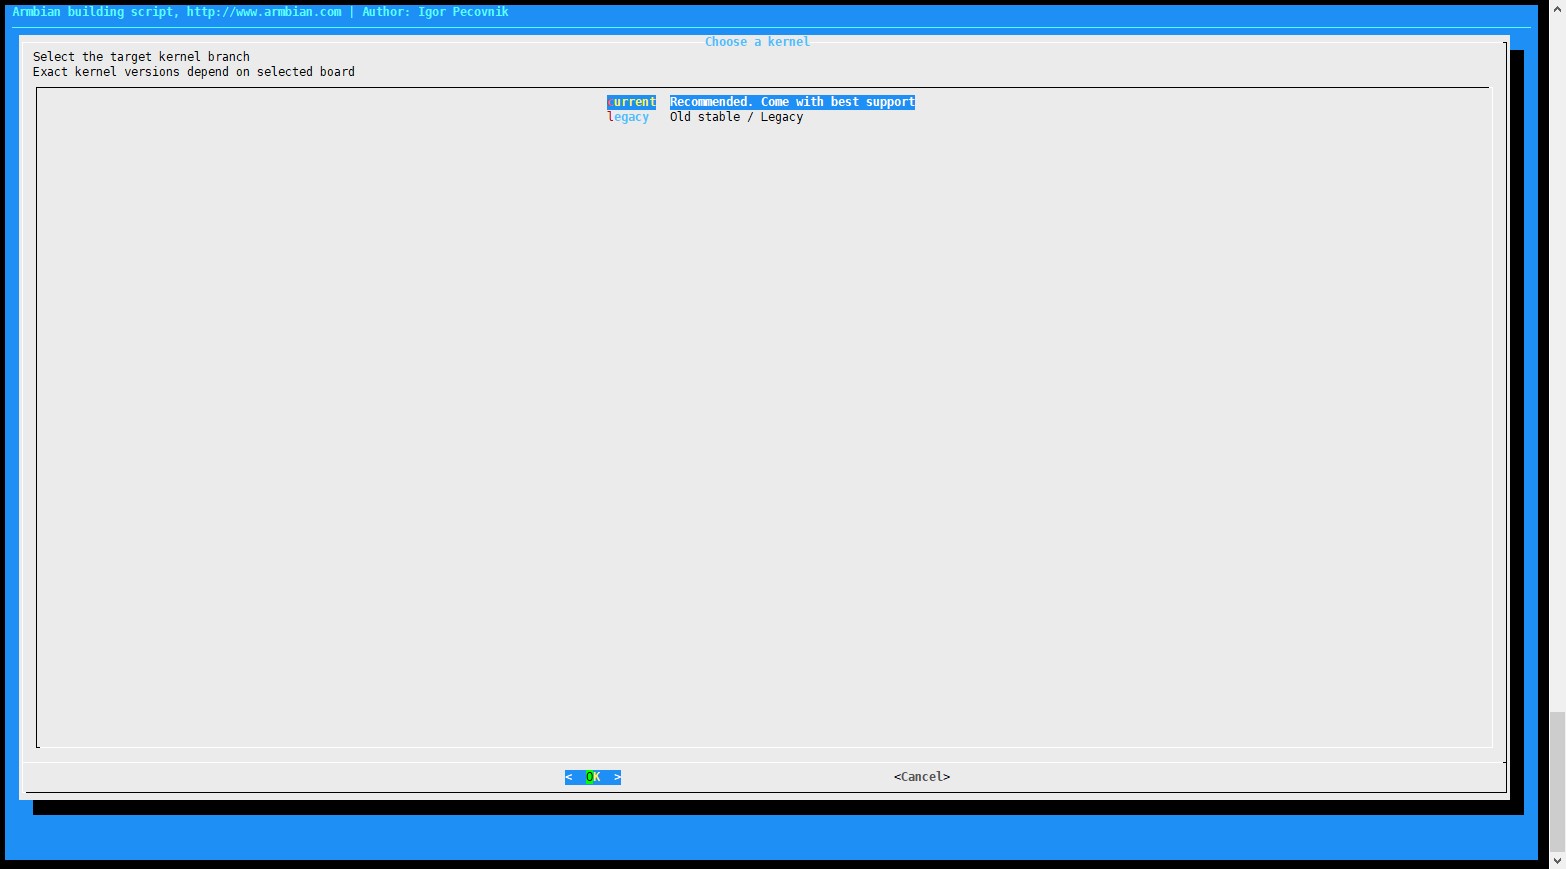 Armbian building script, http://www.armbian.com | Author: Igor Pecovnik
Choose a kernel
Select the target kernel branch
Exact kernel versions depend on selected board
current Recommended. Come with best support
legacy Old stable / Legacy
< OK > <Cancel>